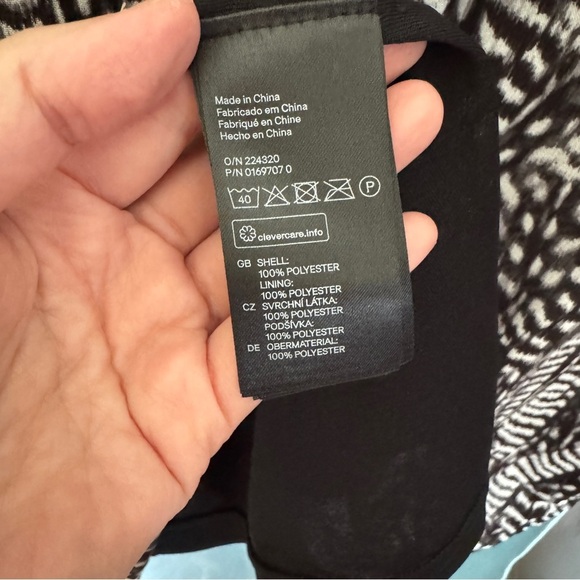 Made in China
Fabricado em China
Fabriqué en Chine
Hecho en China
O/N 224320
P/N 0169707 0
40 P
clevercare.info
GB SHELL:
100% POLYESTER
LINING:
100% POLYESTER
CZ SVRCHNÍ LÁTKA:
100% POLYESTER
PODŠÍVKA:
100% POLYESTER
DE OBERMATERIAL:
100% POLYESTER